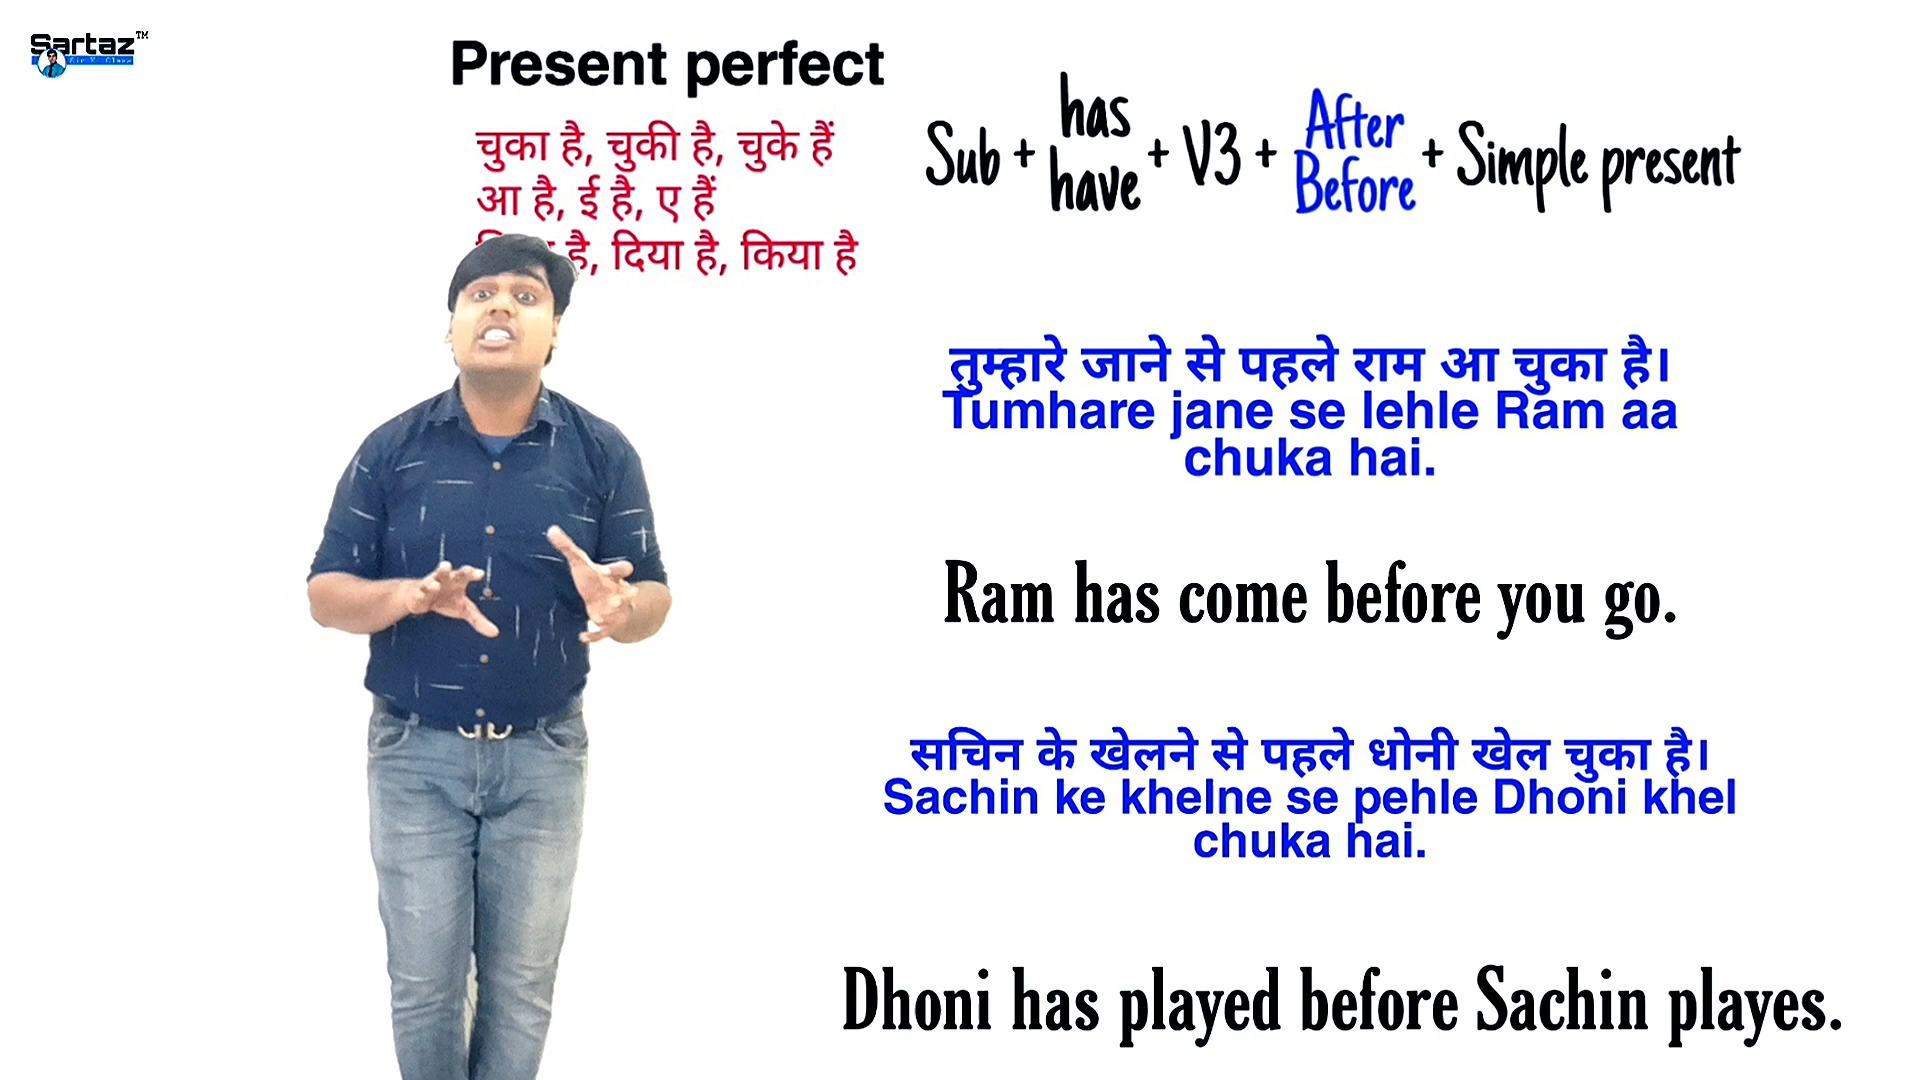 Sartaz™
Present perfect
चुका है, चुकी है, चुके हैं
आ है, ई है, ए हैं
है, दिया है, किया है
Sub + has have + V3 + After Before + Simple present
तुम्हारे जाने से पहले राम आ चुका है।
Tumhare jane se lehle Ram aa
chuka hai.
Ram has come before you go.
सचिन के खेलने से पहले धोनी खेल चुका है।
Sachin ke khelne se pehle Dhoni khel
chuka hai.
Dhoni has played before Sachin playes.